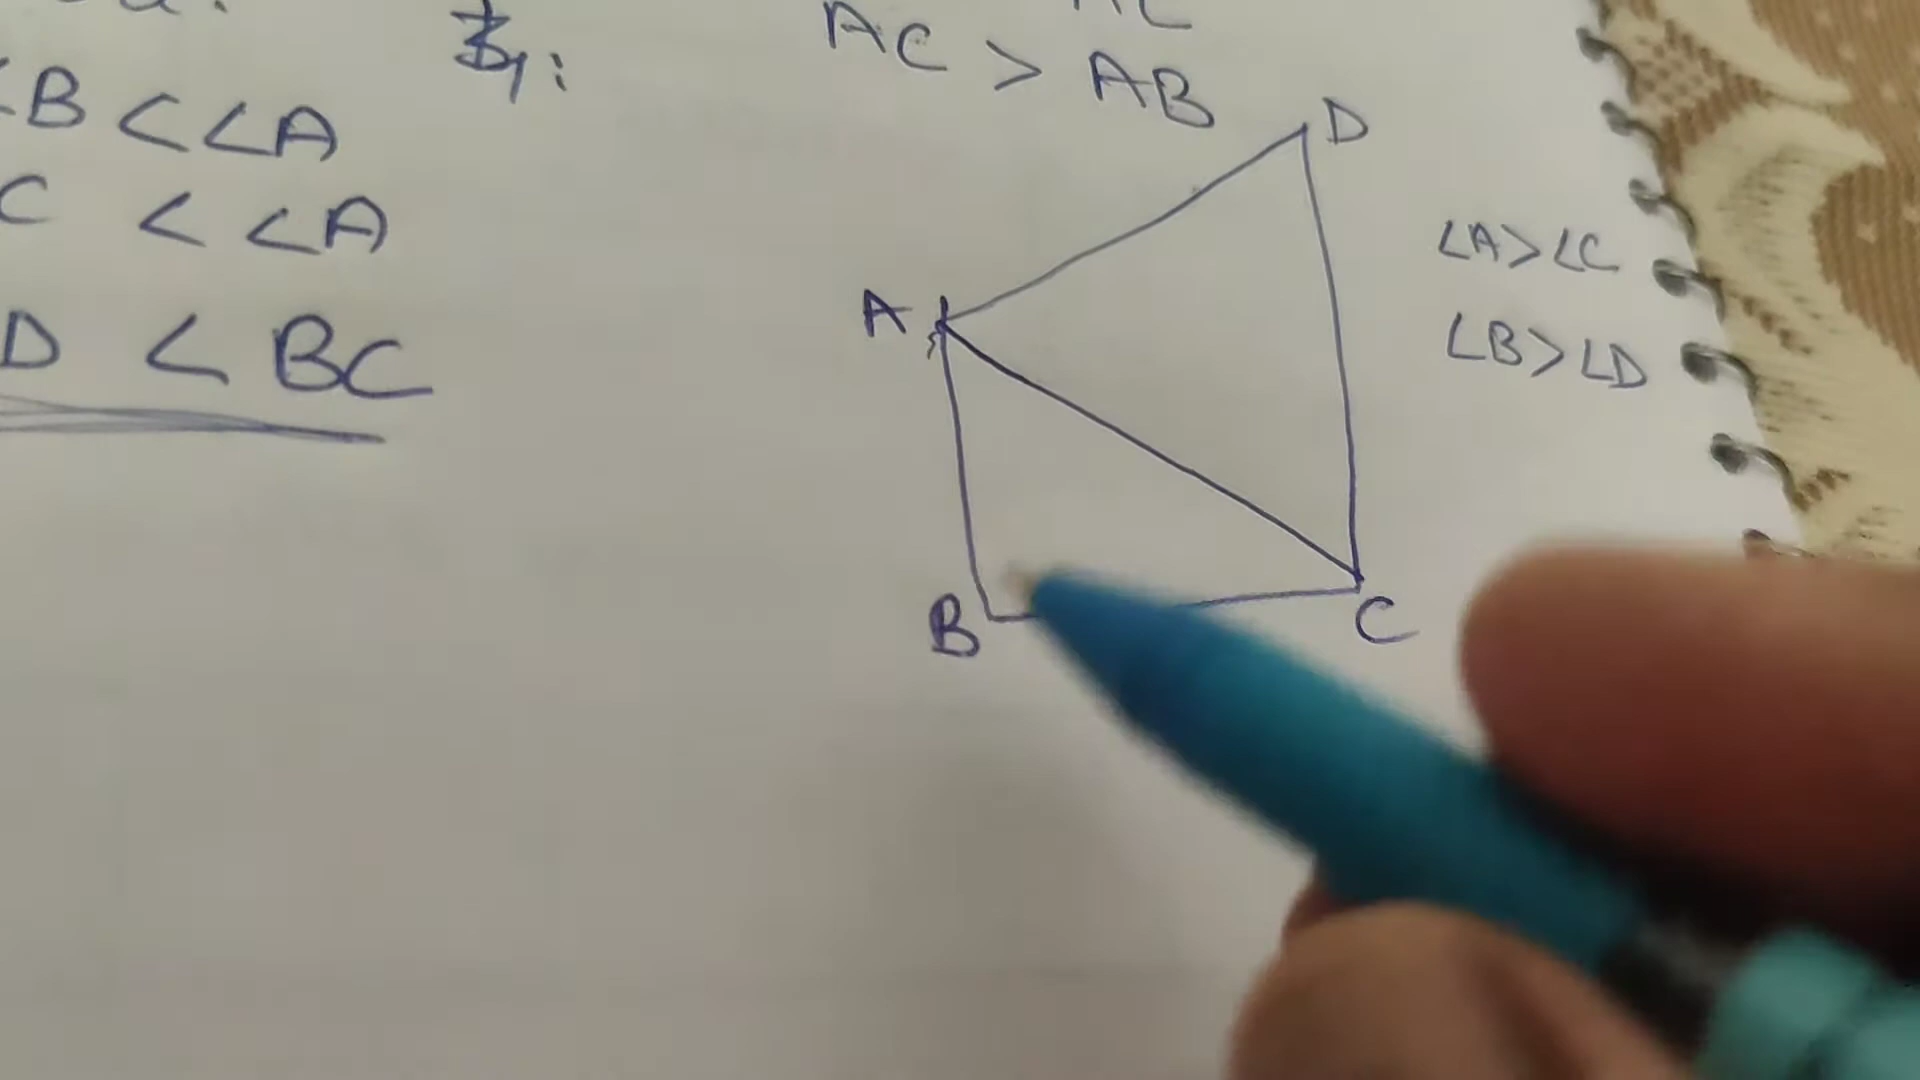 AC > AB
B < <A
C < <A
D < BC
D
A
B
C
∠A>∠C
∠B>∠D